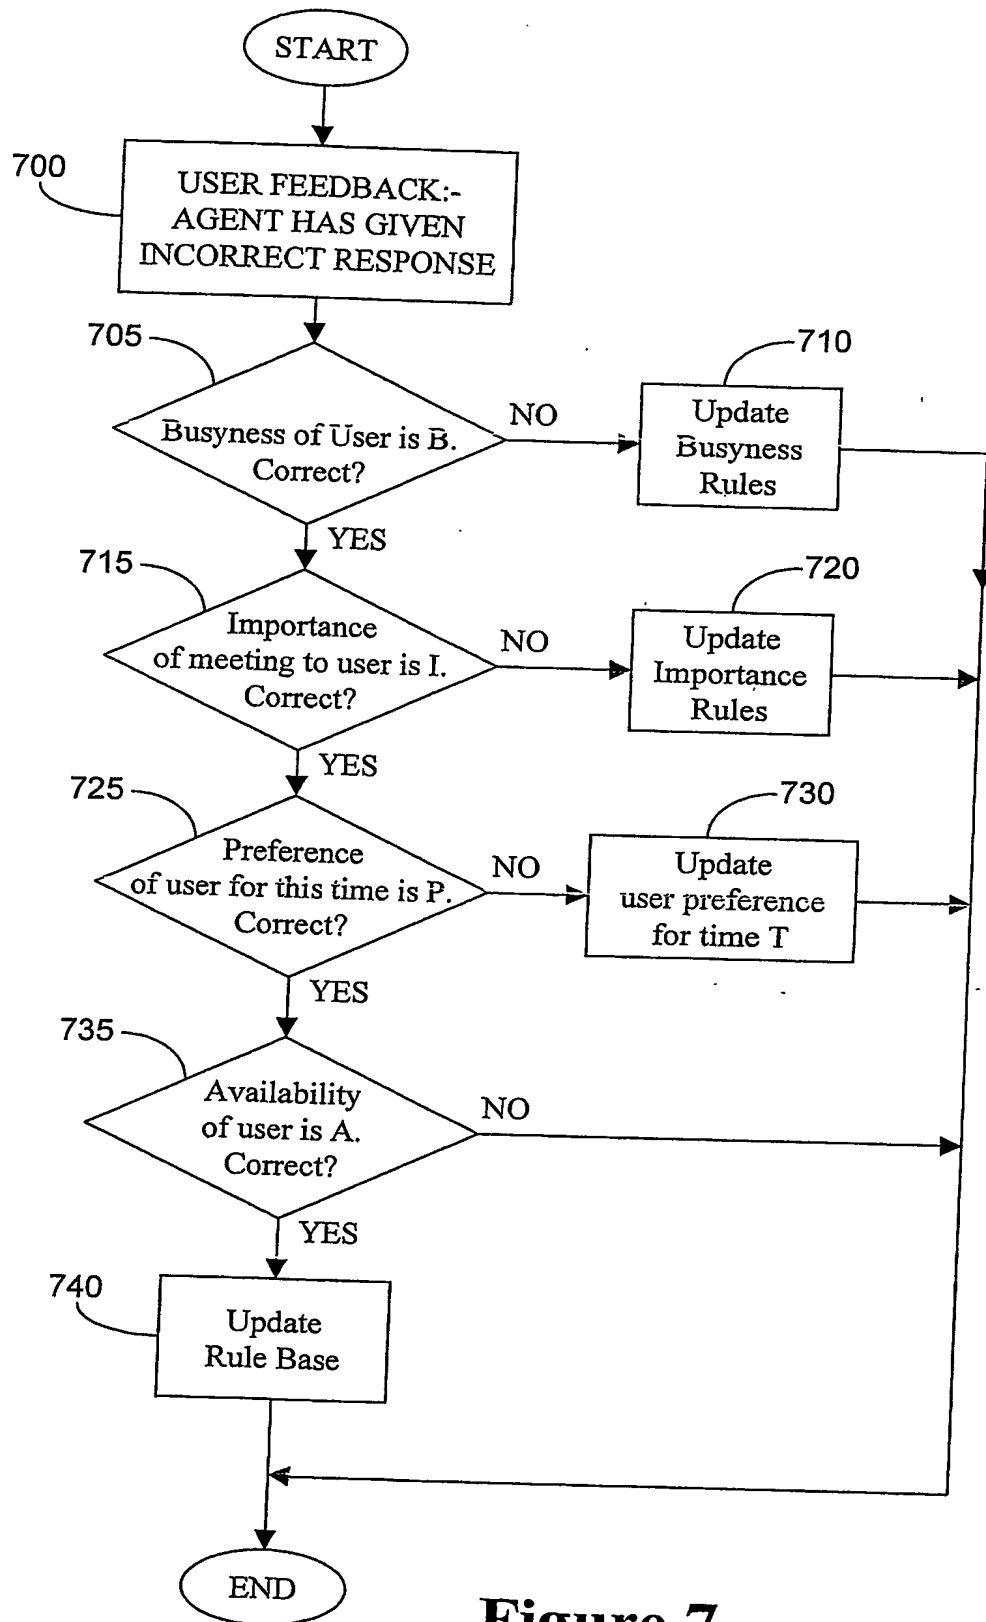 START
700
USER FEEDBACK:-
AGENT HAS GIVEN
INCORRECT RESPONSE
705
Busyness of User is B.
Correct?
NO
710
Update
Busyness
Rules
YES
715
Importance
of meeting to user is I.
Correct?
NO
720
Update
Importance
Rules
YES
725
Preference
of user for this time is P.
Correct?
NO
730
Update
user preference
for time T
YES
735
Availability
of user is A.
Correct?
NO
YES
740
Update
Rule Base
END
Figure 7